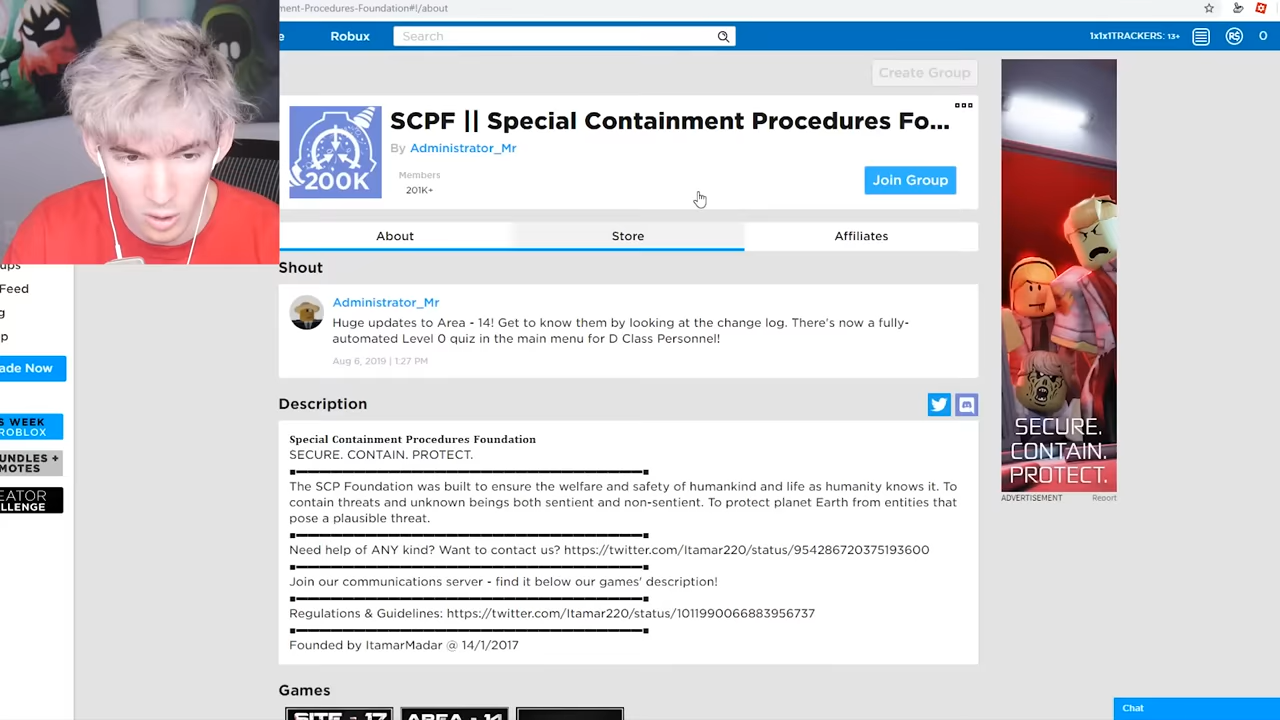 ment-Procedures-Foundation#!/about
e Robux Search 1x1x1TRACKERS: 13+ 0
Create Group
SCPF || Special Containment Procedures Fo...
By Administrator_Mr
Members
201K+
200K
Join Group
About Store Affiliates
Shout
Administrator_Mr
Huge updates to Area - 14! Get to know them by looking at the change log. There's now a fully-
automated Level 0 quiz in the main menu for D Class Personnel!
Aug 6, 2019 | 1:27 PM
Description
Special Containment Procedures Foundation
SECURE. CONTAIN. PROTECT.
The SCP Foundation was built to ensure the welfare and safety of humankind and life as humanity knows it. To
contain threats and unknown beings both sentient and non-sentient. To protect planet Earth from entities that
pose a plausible threat.
Need help of ANY kind? Want to contact us? https://twitter.com/Itamar220/status/954286720375193600
Join our communications server - find it below our games' description!
Regulations & Guidelines: https://twitter.com/Itamar220/status/1011990066883956737
Founded by ItamarMadar @ 14/1/2017
Games
SITE - 17 AREA - 14
ups
Feed
g
p
ade Now
S WEEK
ROBLOX
UNDLES +
MOTES
EATOR
LLENGE
SECURE.
CONTAIN.
PROTECT.
ADVERTISEMENT Report
Chat